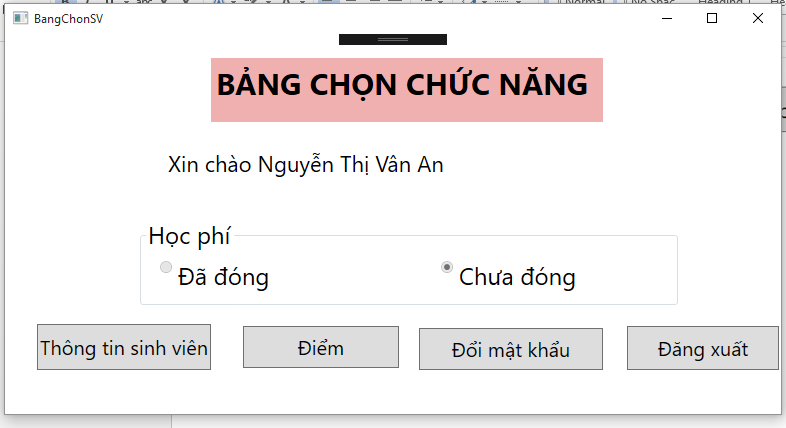 BangChonSV
BẢNG CHỌN CHỨC NĂNG
Xin chào Nguyễn Thị Vân An
Học phí
Đã đóng
Chưa đóng
Thông tin sinh viên
Điểm
Đổi mật khẩu
Đăng xuất